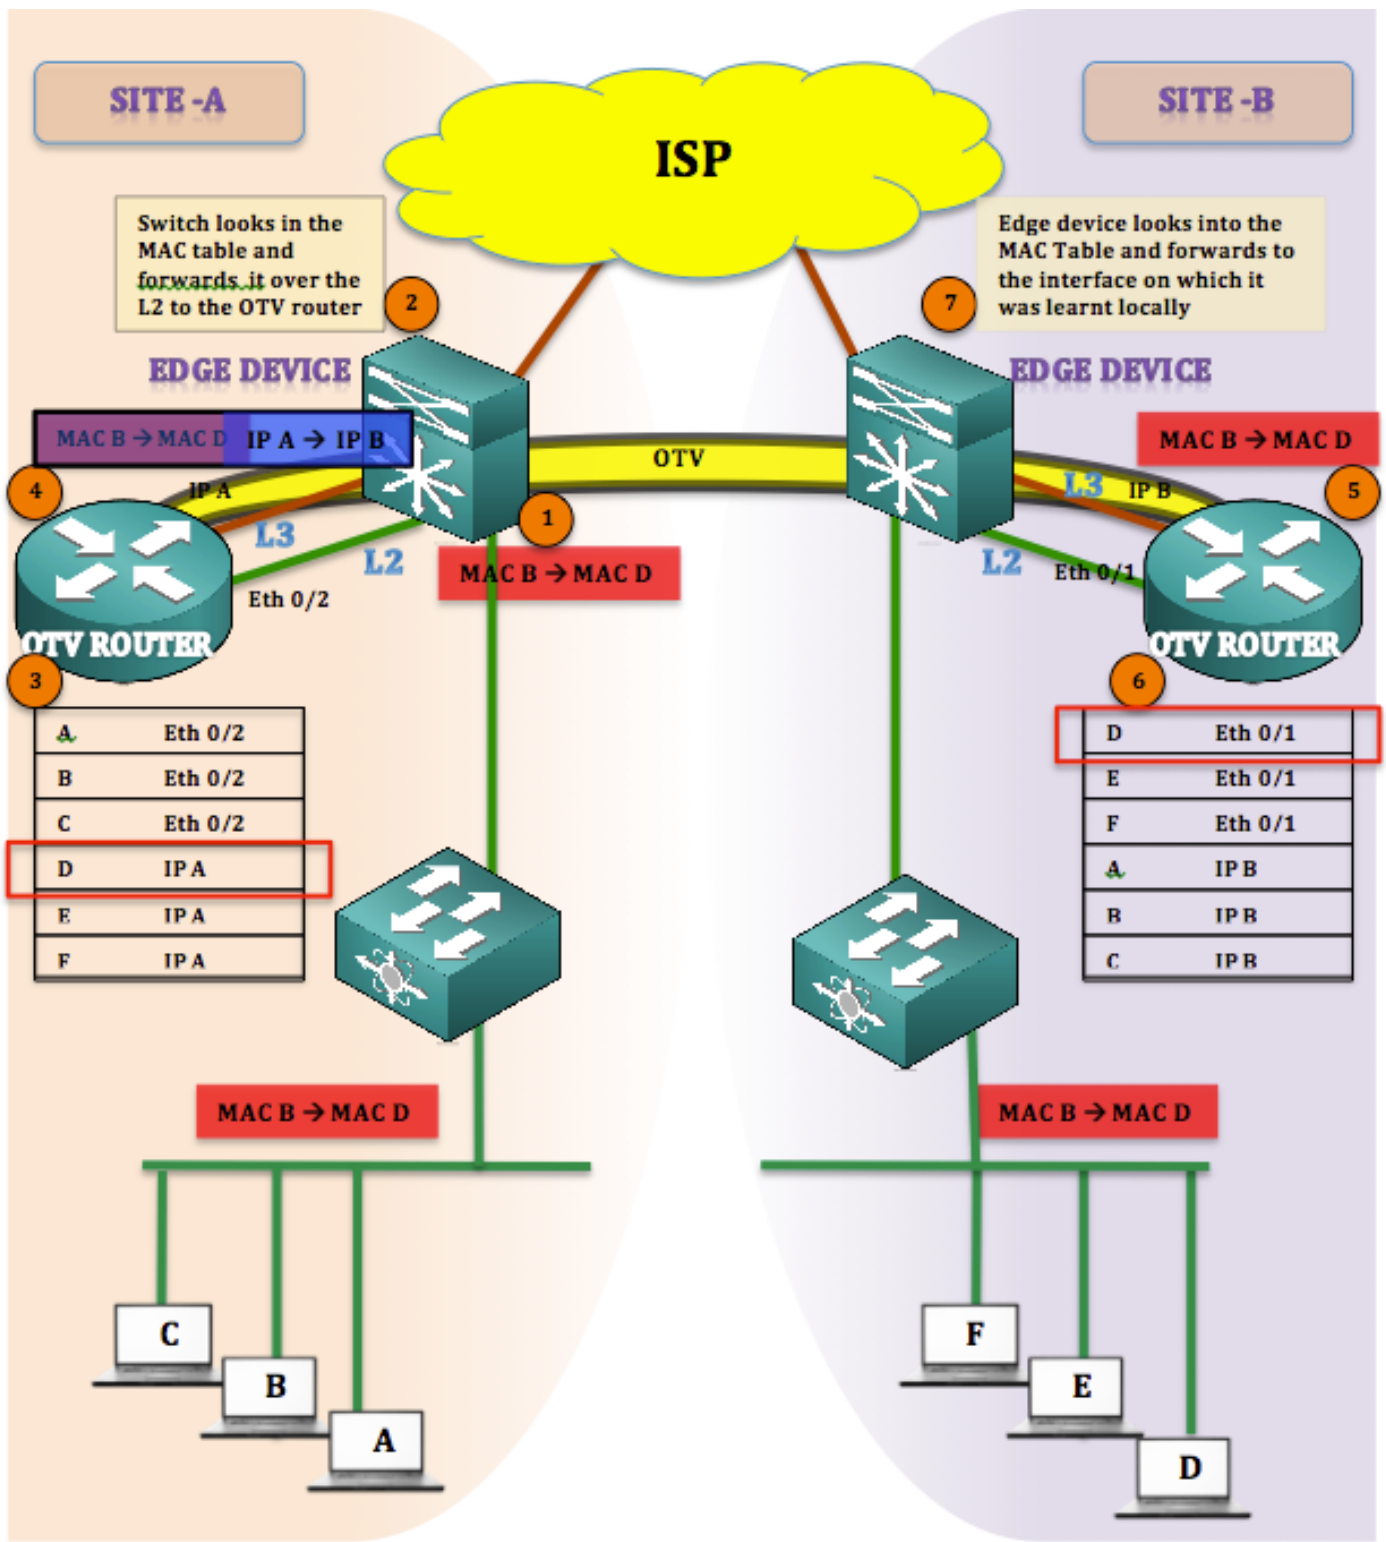 SITE -A
SITE -B
ISP
Switch looks in the
MAC table and
forwards it over the
L2 to the OTV router
2
7
Edge device looks into the
MAC Table and forwards to
the interface on which it
was learnt locally
EDGE DEVICE
EDGE DEVICE
MAC B → MAC D IP A → IP B
OTV
MAC B → MAC D
4
IP A
L3
L3
IP B
5
1
L2
MAC B → MAC D
L2
Eth 0/1
Eth 0/2
OTV ROUTER
OTV ROUTER
3
6
A Eth 0/2
B Eth 0/2
C Eth 0/2
D IP A
E IP A
F IP A
D Eth 0/1
E Eth 0/1
F Eth 0/1
A IP B
B IP B
C IP B
MAC B → MAC D
MAC B → MAC D
C
B
A
F
E
D